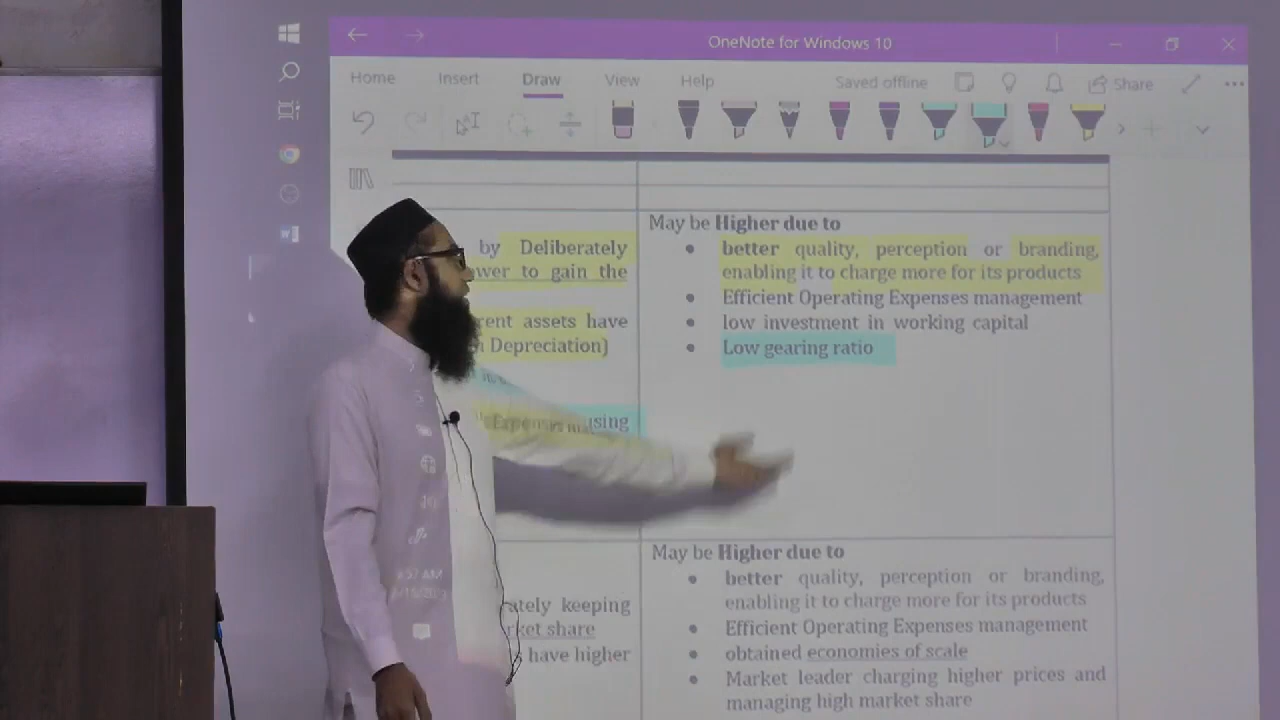 OneNote for Windows 10
Home Insert Draw View Help Saved offline Share
by Deliberately
wer to gain the
rent assets have
Depreciation)
Expenses
sing
May be Higher due to
better quality, perception or branding,
enabling it to charge more for its products
Efficient Operating Expenses management
low investment in working capital
Low gearing ratio
ately keeping
rket share
have higher
May be Higher due to
better quality, perception or branding,
enabling it to charge more for its products
Efficient Operating Expenses management
obtained economies of scale
Market leader charging higher prices and
managing high market share